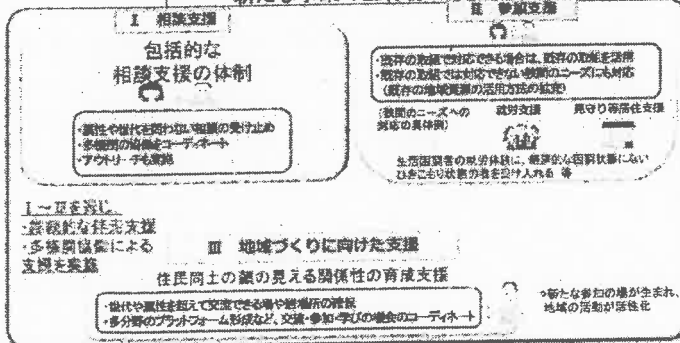 新たな事業の全体像
Ⅰ 相談支援
包括的な
相談支援の体制
・属性や世代を問わない相談の受け止め
・多機関の協働をコーディネート
・アウトリーチも実施
Ⅱ 参加支援
・既存の取組で対応できる場合は、既存の取組を活用
・既存の取組では対応できない狭間のニーズにも対応
(既存の地域資源の活用方法の拡充)
(狭間のニーズへの
対応の具体例)
就労支援
見守り等居住支援
生活困窮者の就労体験に、経済的な困窮状態にない
ひきこもり状態の者を受け入れる 等
Ⅰ〜Ⅲを通じ、
・継続的な伴走支援
・多機関協働による
支援を実施
Ⅲ 地域づくりに向けた支援
住民同士の顔の見える関係性の育成支援
・世代や属性を超えて交流できる場や居場所の確保
・多分野のプラットフォーム形成など、交流・参加・学びの機会のコーディネート
⇒新たな参加の場が生まれ、
地域の活動が活性化